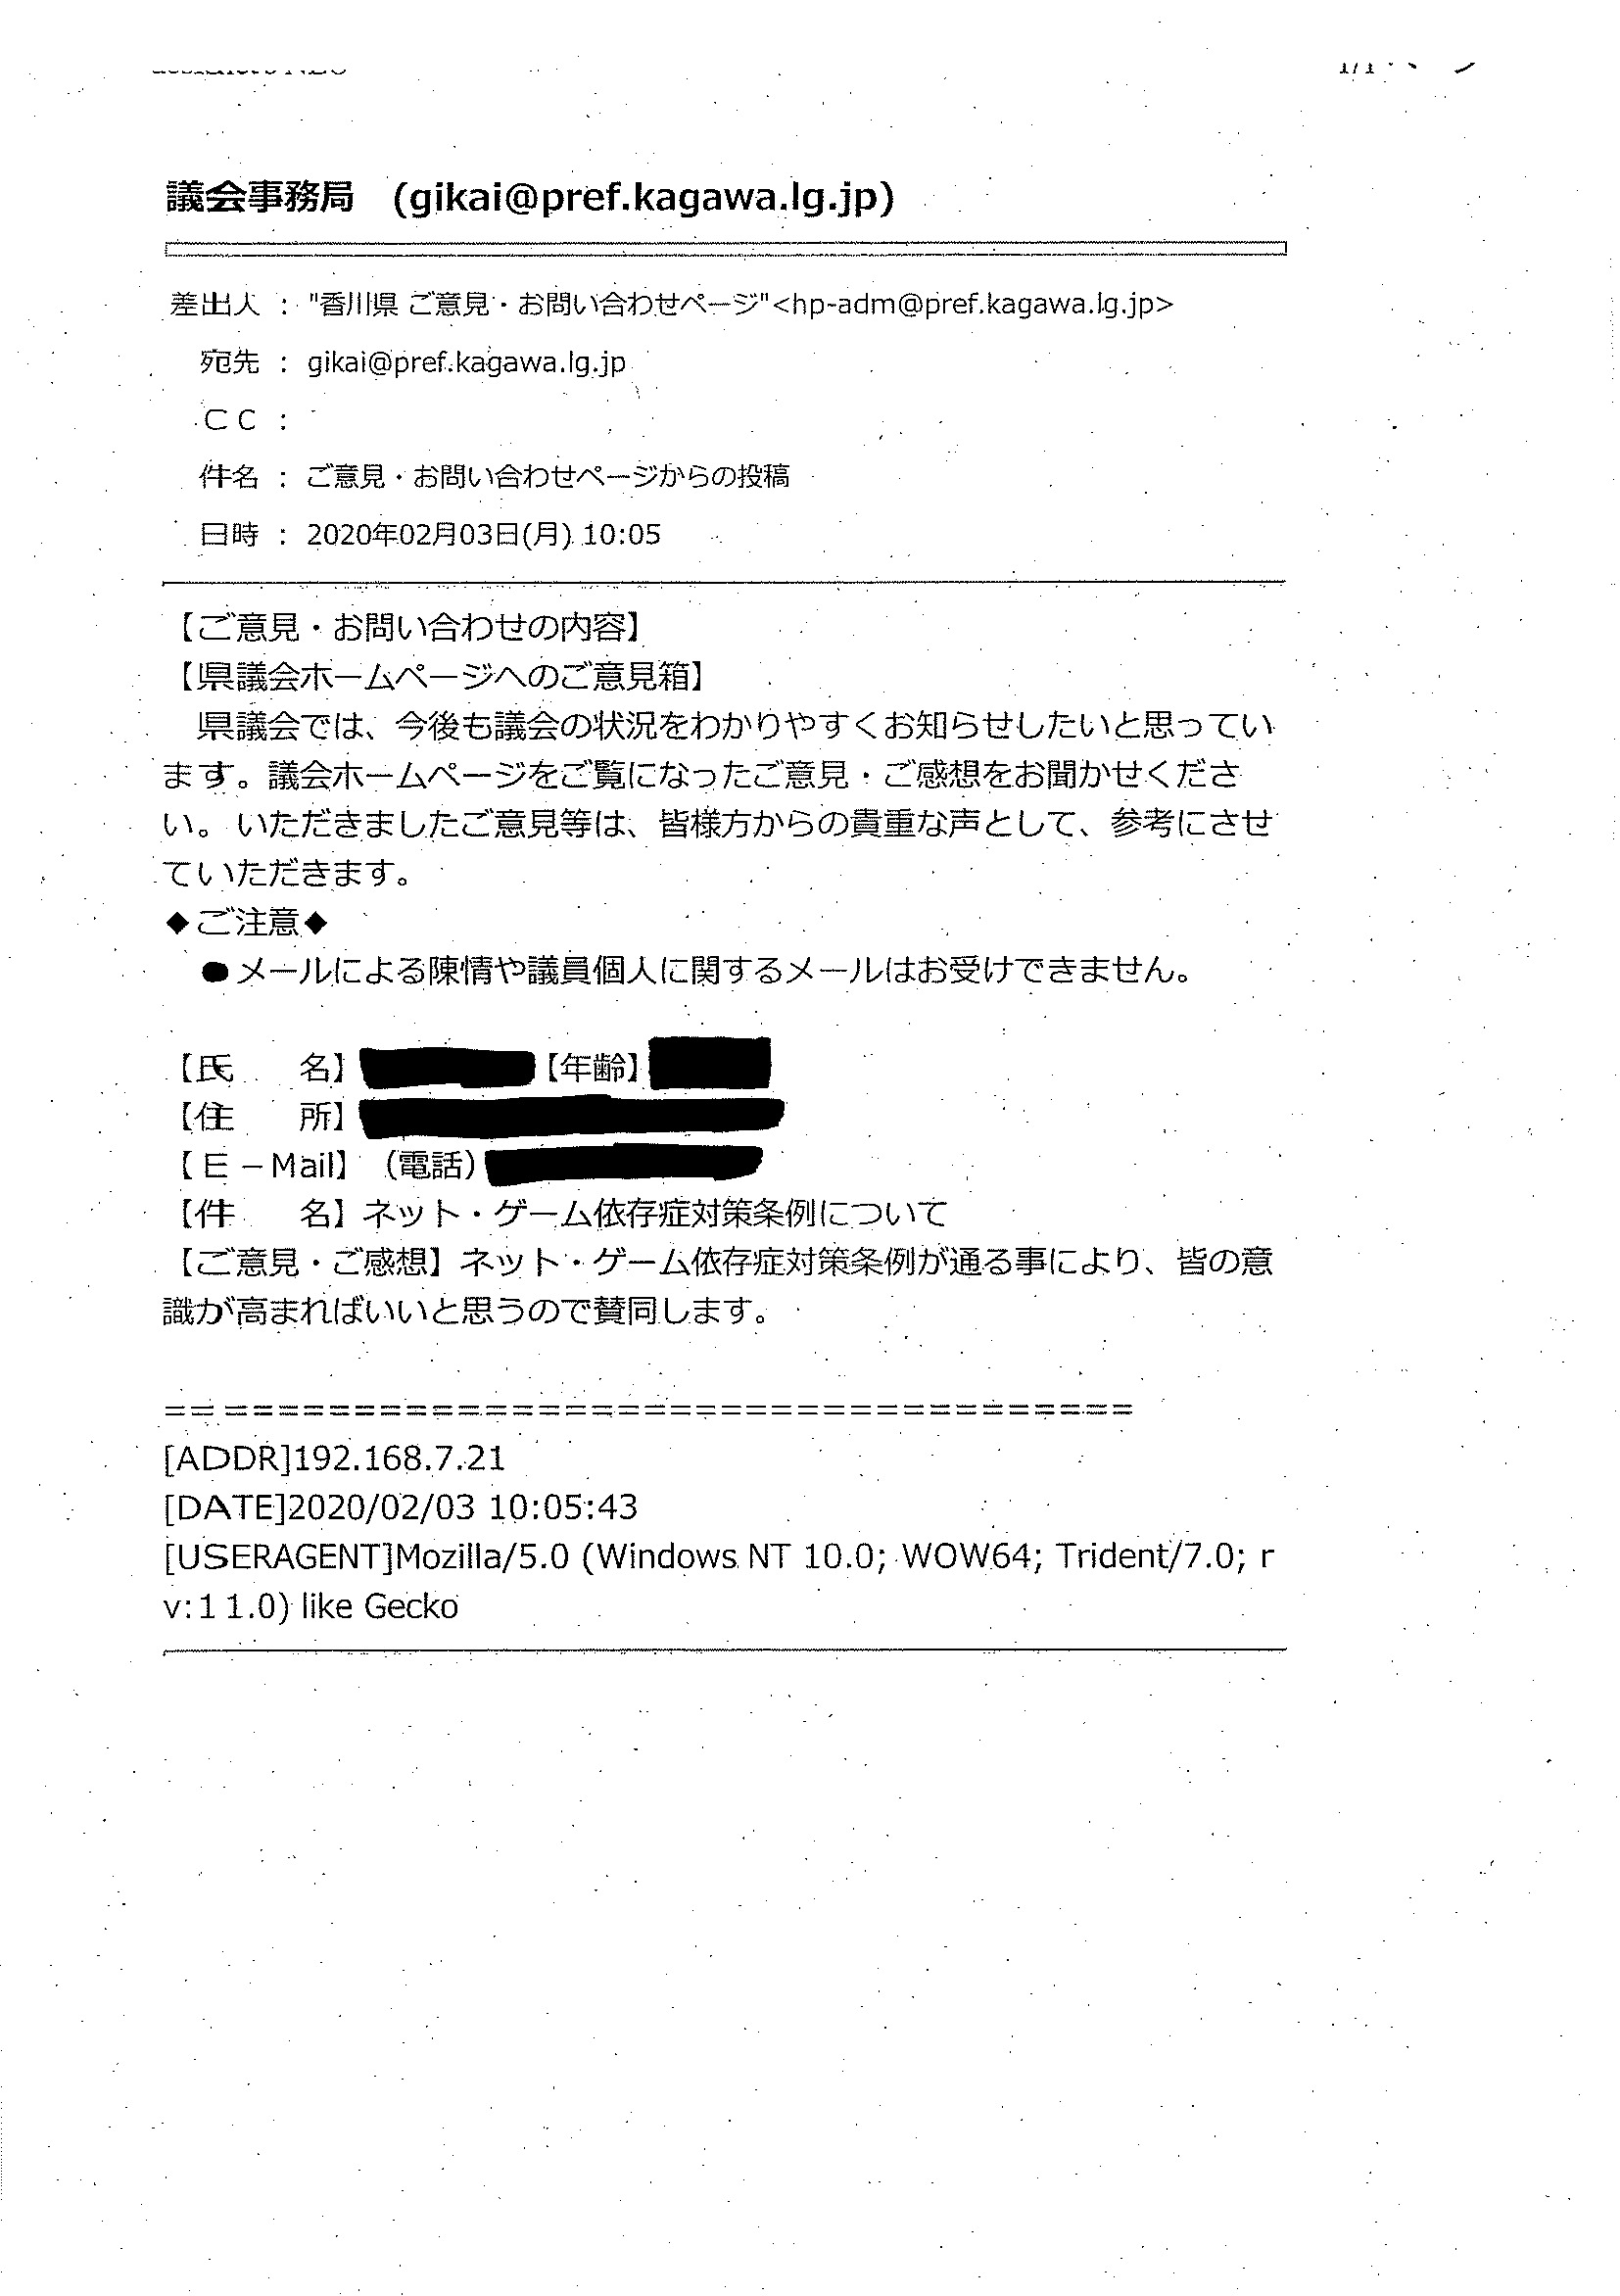 議会事務局 (gikai@pref.kagawa.lg.jp)
差出人 : "香川県 ご意見・お問い合わせページ"<hp-adm@pref.kagawa.lg.jp>
宛先 : gikai@pref.kagawa.lg.jp
ＣＣ :
件名 : ご意見・お問い合わせページからの投稿
日時 : 2020年02月03日(月) 10:05
【ご意見・お問い合わせの内容】
【県議会ホームページへのご意見箱】
県議会では、今後も議会の状況をわかりやすくお知らせしたいと思ってい
ます。議会ホームページをご覧になったご意見・ご感想をお聞かせくださ
い。いただきましたご意見等は、皆様方からの貴重な声として、参考にさせ
ていただきます。
◆ご注意◆
●メールによる陳情や議員個人に関するメールはお受けできません。
【氏　　名】【年齢】
【住　　所】
【Ｅ－Mail】（電話）
【件　　名】ネット・ゲーム依存症対策条例について
【ご意見・ご感想】ネット・ゲーム依存症対策条例が通る事により、皆の意
識が高まればいいと思うので賛同します。
=====================================
[ADDR]192.168.7.21
[DATE]2020/02/03 10:05:43
[USERAGENT]Mozilla/5.0 (Windows NT 10.0; WOW64; Trident/7.0; r
v:11.0) like Gecko